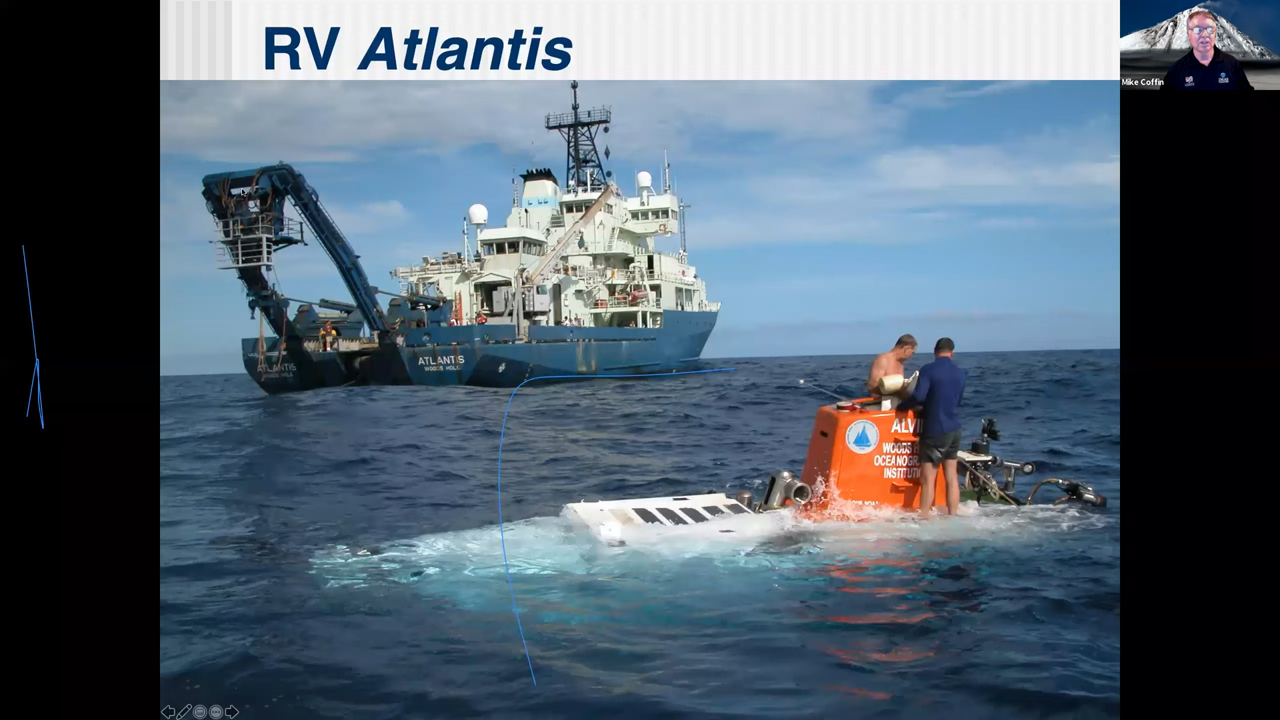 RV Atlantis
Mike Coffin
ATLANTIS
ATLANTIS
WOODS HOLE
ALVI
WOODS H
OCEANOGR
INSTITUTI